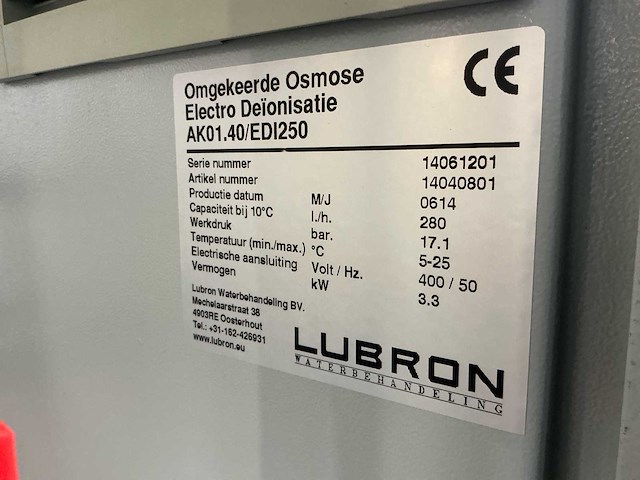 Omgekeerde Osmose
Electro Deïonisatie
AK01.40/EDI250
CE
Serie nummer 14061201
Artikel nummer 14040801
Productie datum M/J 0614
Capaciteit bij 10°C l./h. 280
Werkdruk bar. 17.1
Temperatuur (min./max.) °C 5-25
Electrische aansluiting Volt / Hz. 400 / 50
Vermogen kW 3.3
Lubron Waterbehandeling BV.
Mechelaarstraat 38
4903RE Oosterhout
Tel.: +31-162-426931
www.lubron.eu
LUBRON
WATERBEHANDELING